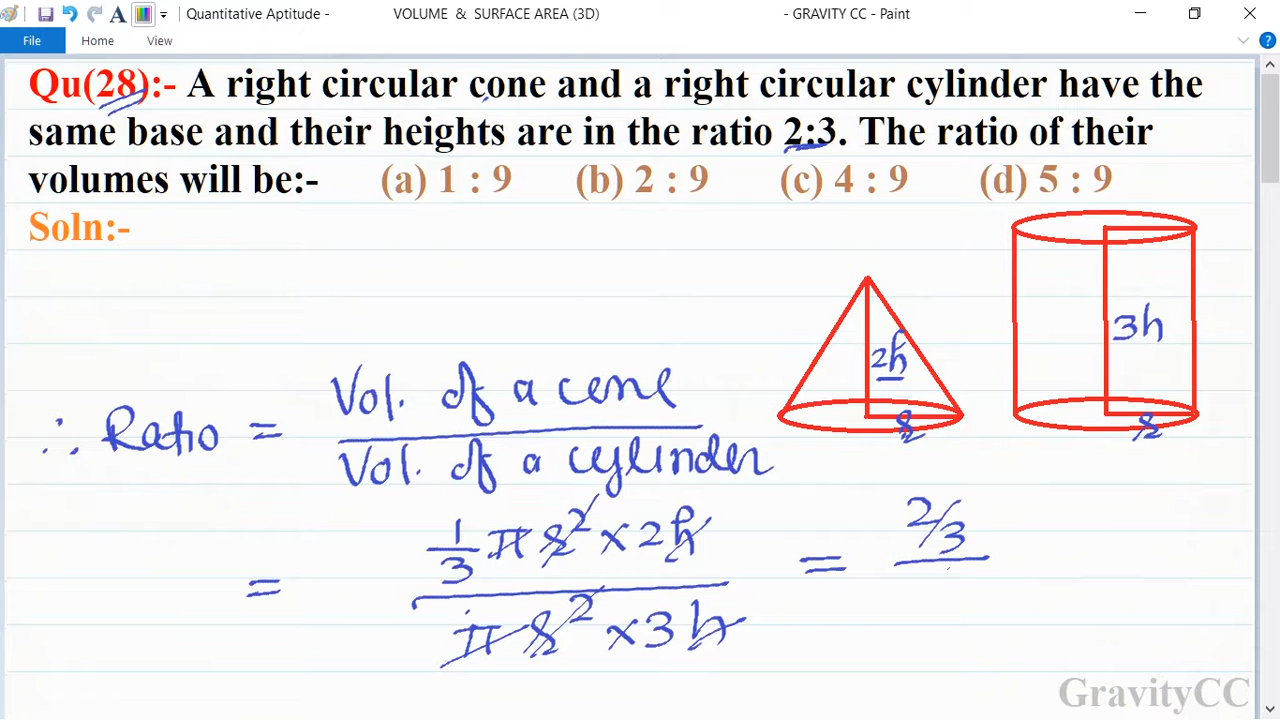 Quantitative Aptitude - VOLUME & SURFACE AREA (3D) - GRAVITY CC - Paint
File Home View
Qu(28):- A right circular cone and a right circular cylinder have the
same base and their heights are in the ratio 2:3. The ratio of their
volumes will be:- (a) 1 : 9 (b) 2 : 9 (c) 4 : 9 (d) 5 : 9
Soln:-
3h
2h
r r
∴ Ratio = Vol. of a cone / Vol. of a cylinder
= 1/3 π r² × 2h / π r² × 3h = 2/3
GravityCC